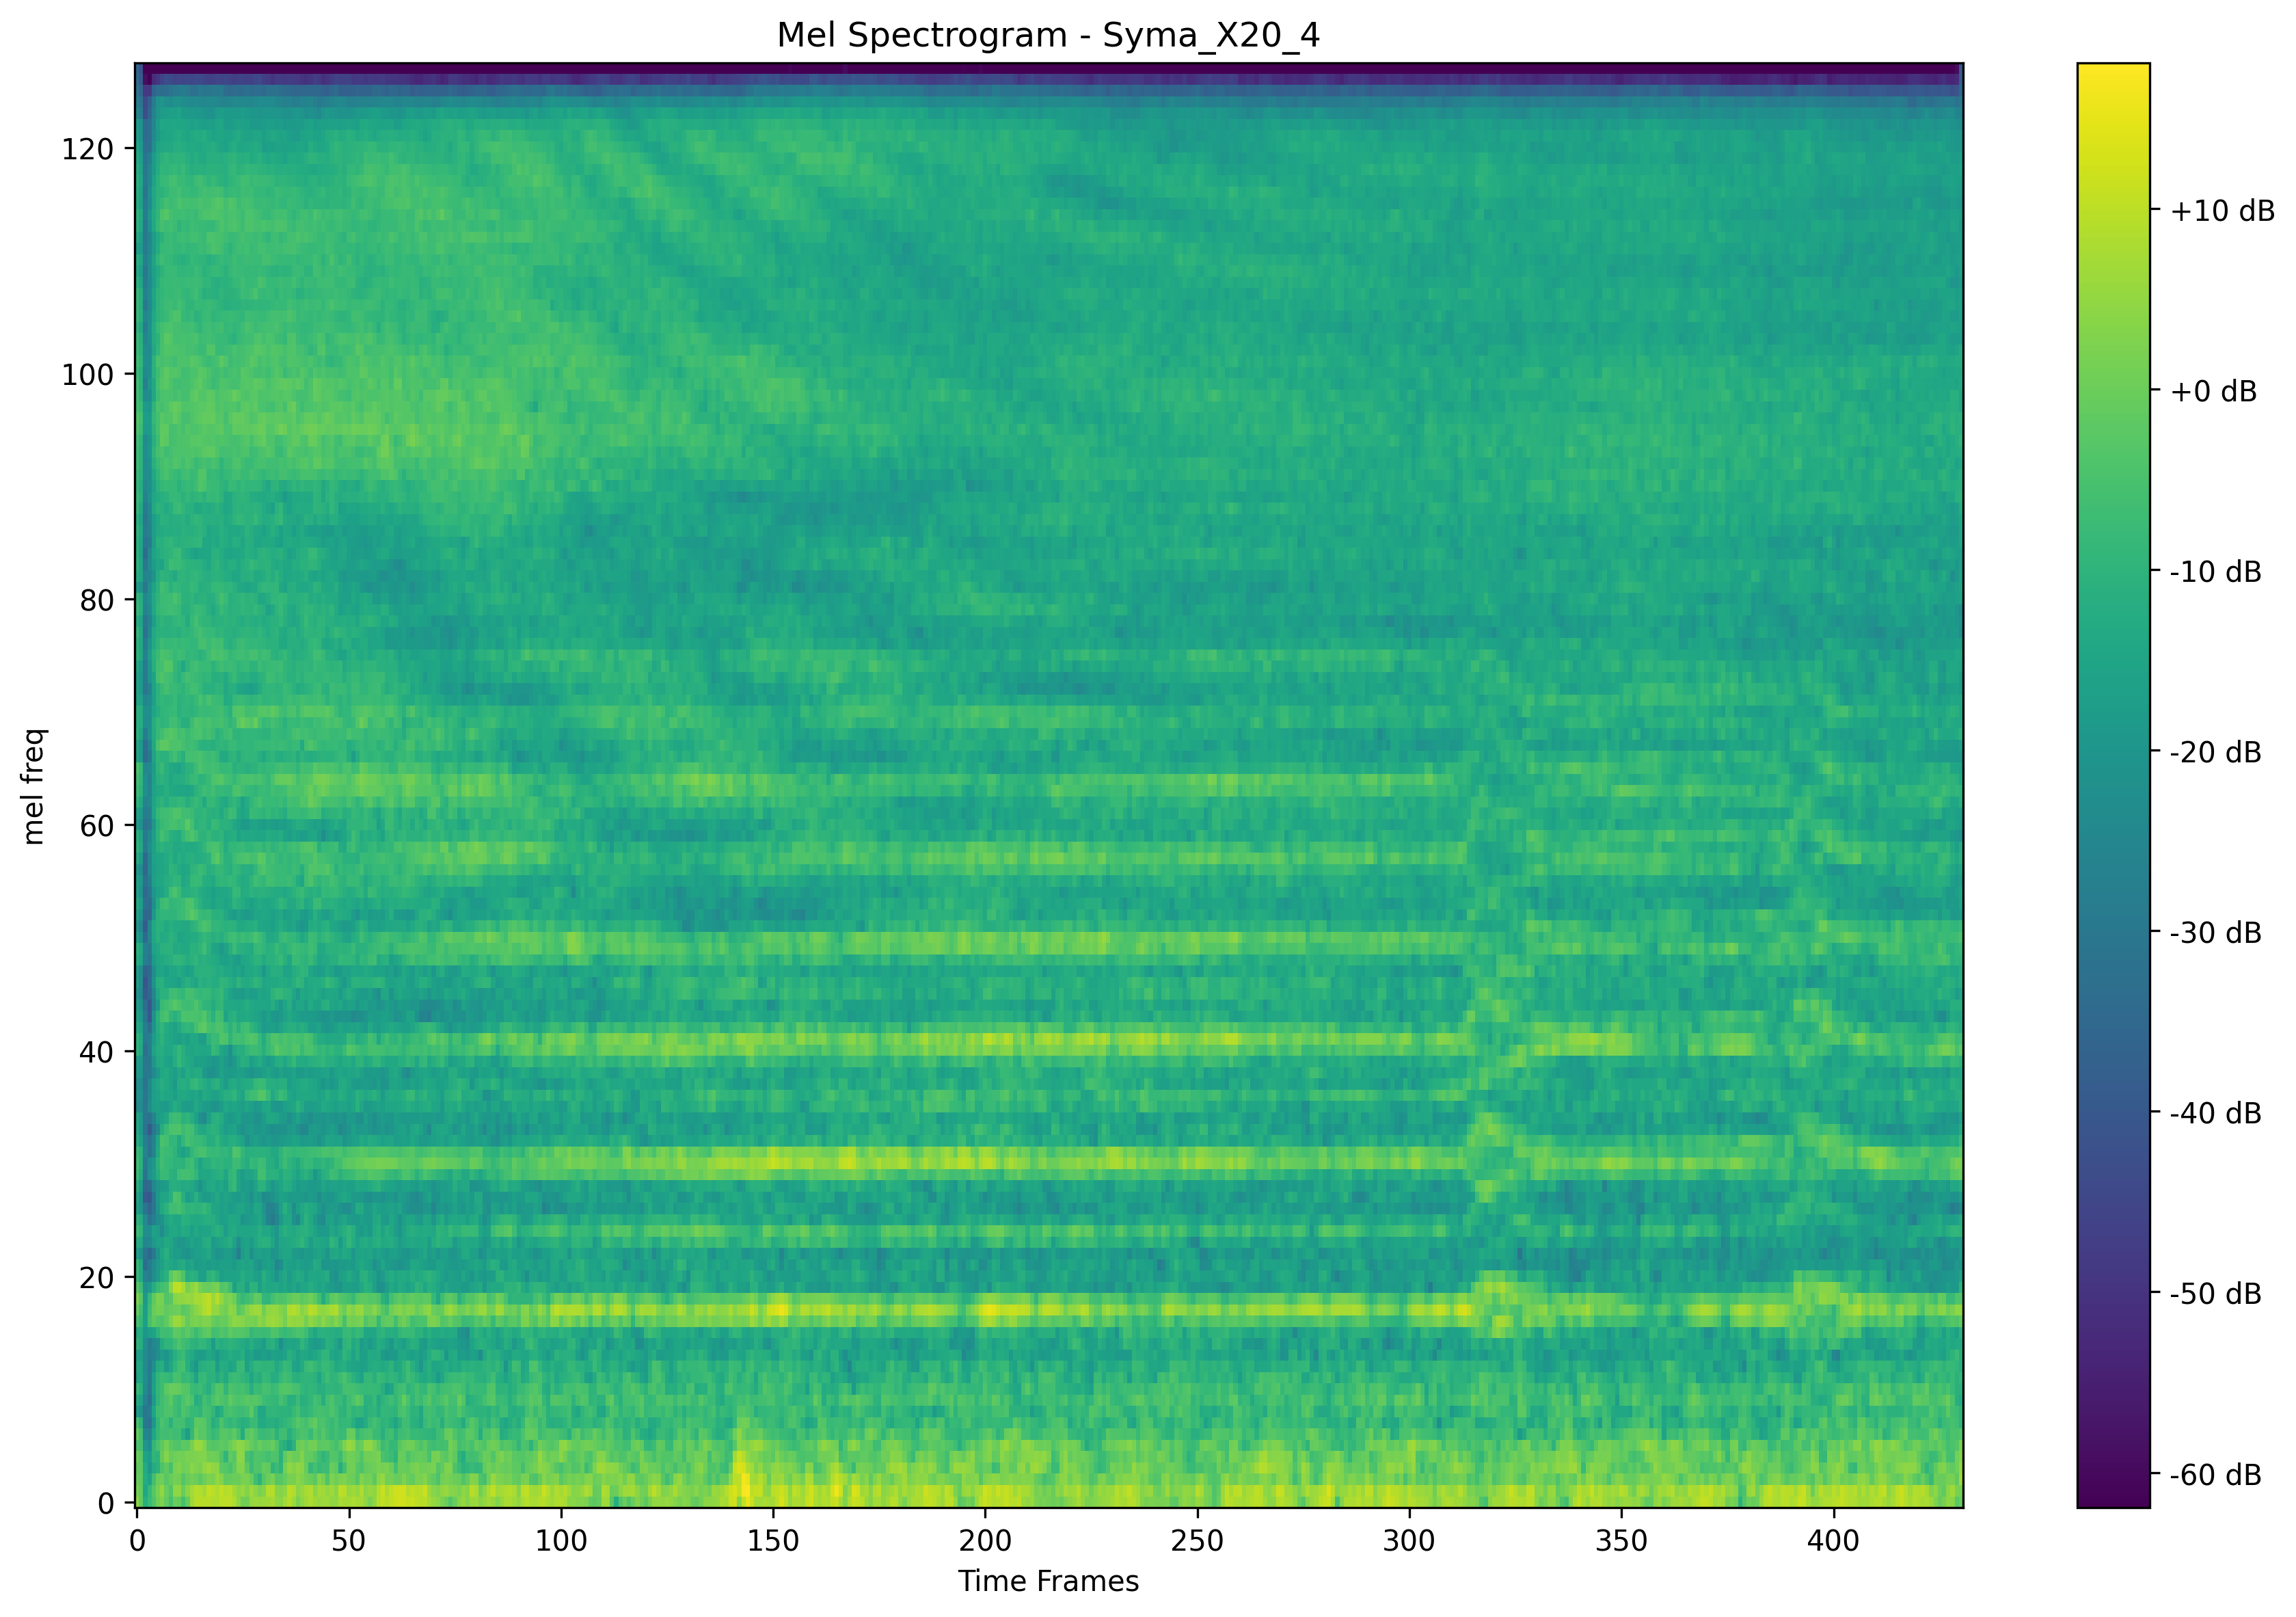 Mel Spectrogram - Syma_X20_4
mel freq
120
100
80
60
40
20
0
0 50 100 150 200 250 300 350 400
Time Frames
+10 dB
+0 dB
-10 dB
-20 dB
-30 dB
-40 dB
-50 dB
-60 dB